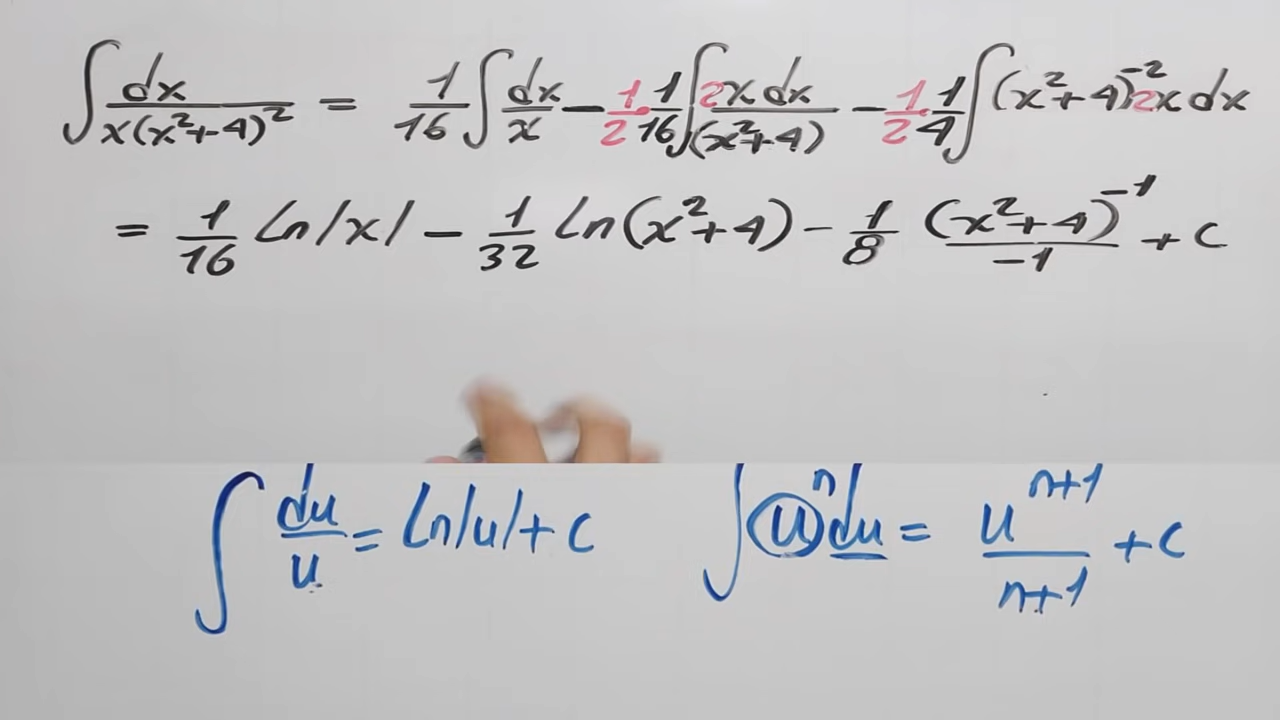 ∫ dx/(x(x²+4)²) = 1/16 ∫ dx/x − 1/2·1/16 ∫ 2x dx/(x²+4) − 1/2·1/4 ∫ (x²+4)⁻² 2x dx
= 1/16 ln|x| − 1/32 ln(x²+4) − 1/8 (x²+4)⁻¹/−1 + c
∫ du/u = ln|u| + c    ∫ uⁿ du = uⁿ⁺¹/(n+1) + c